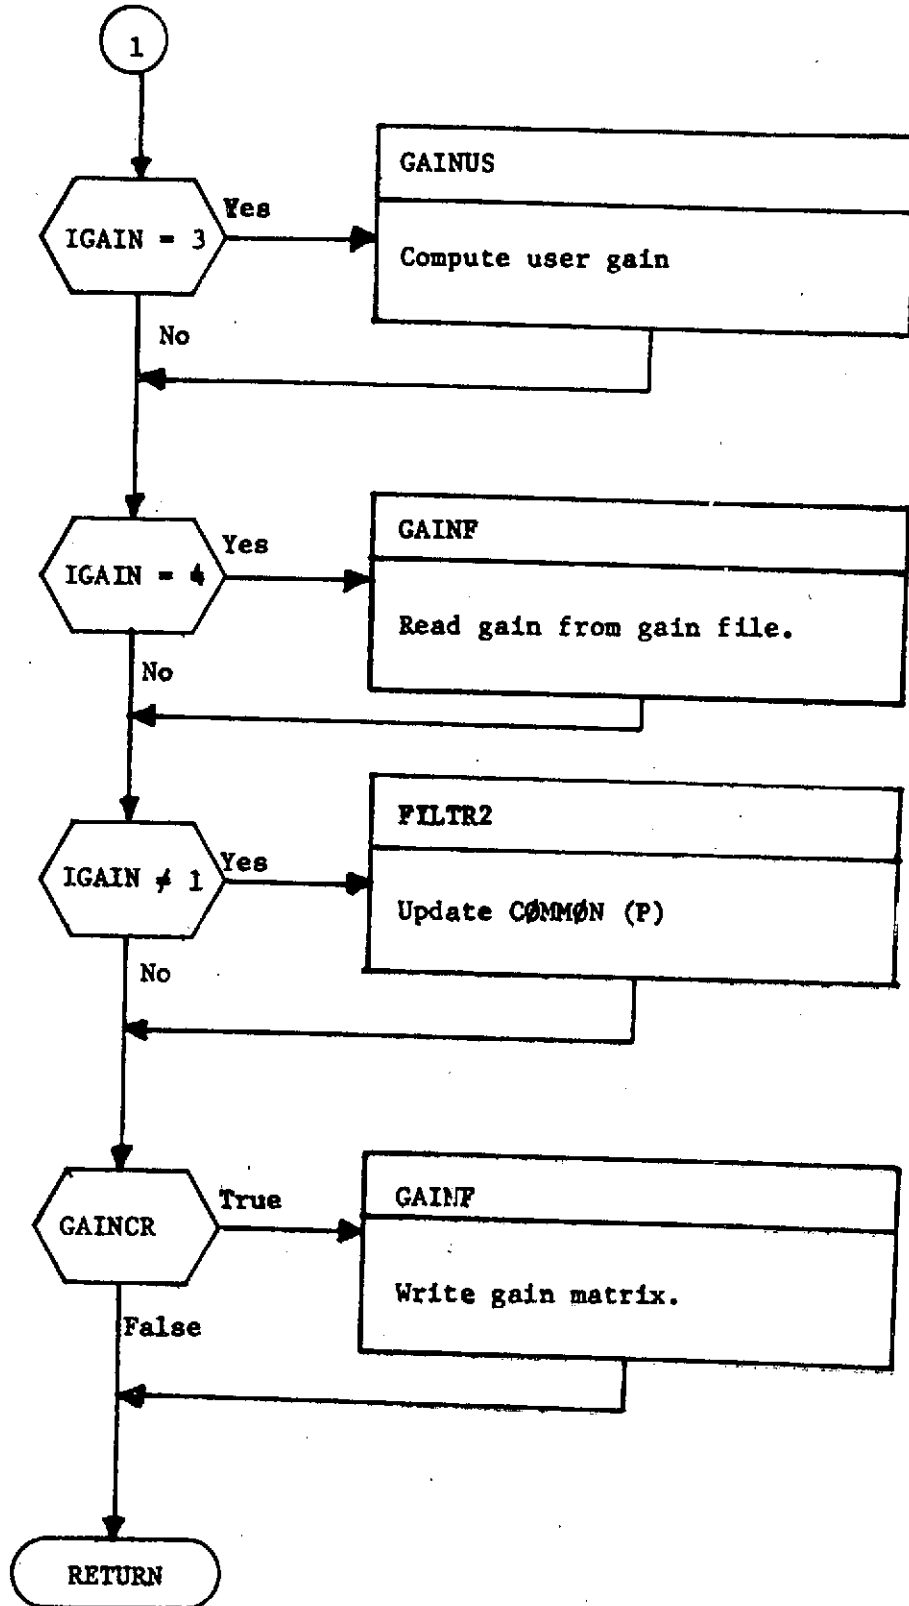 1
GAINUS
IGAIN = 3
Yes
Compute user gain
No
GAINF
IGAIN = 4
Yes
Read gain from gain file.
No
FILTR2
IGAIN ≠ 1
Yes
Update CØMMØN (P)
No
GAINF
GAINCR
True
Write gain matrix.
False
RETURN